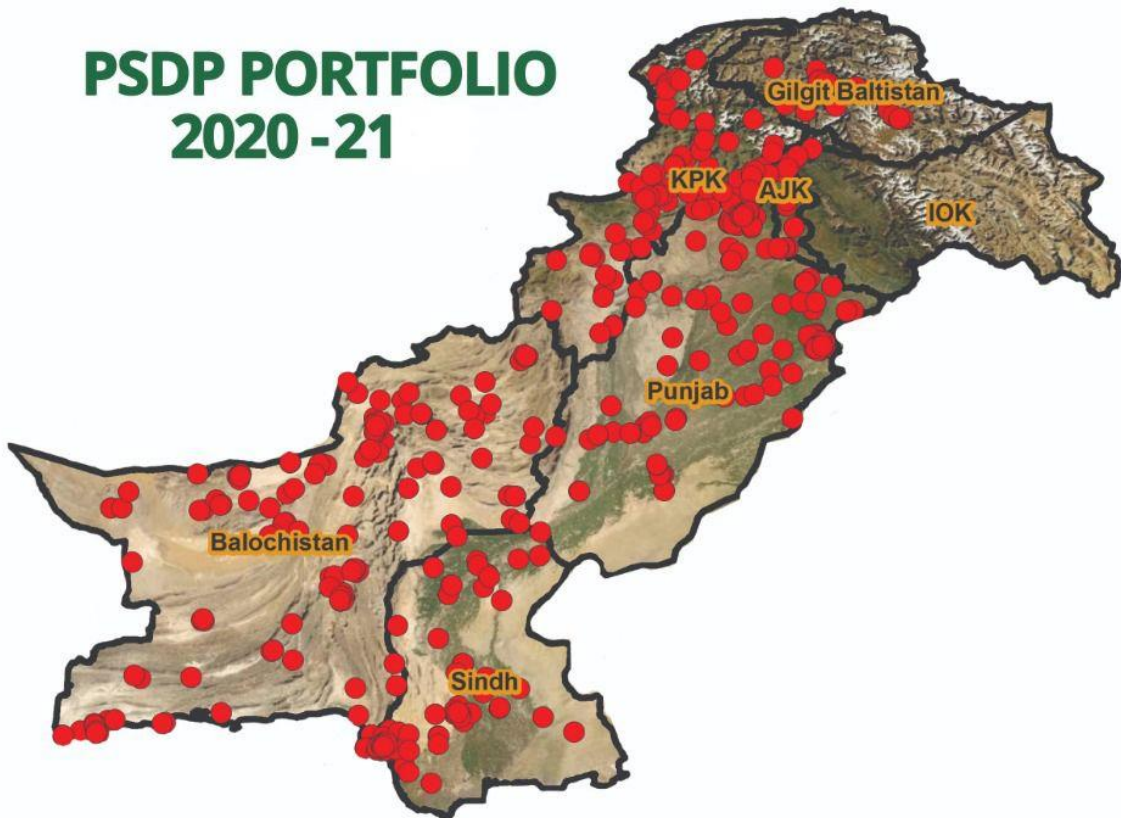 PSDP PORTFOLIO
2020 - 21
Gilgit Baltistan
KPK
AJK
IOK
Punjab
Balochistan
Sindh